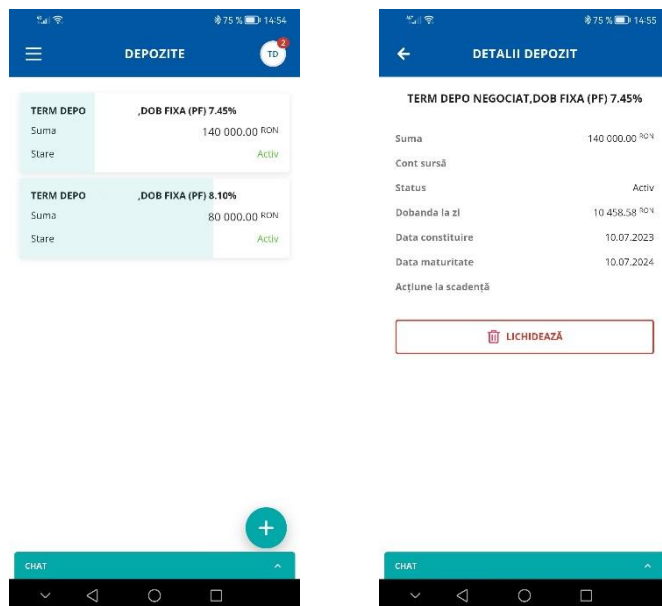 75 % 14:54
DEPOZITE
TD
2
TERM DEPO ,DOB FIXA (PF) 7.45%
Suma 140 000.00 RON
Stare Activ
TERM DEPO ,DOB FIXA (PF) 8.10%
Suma 80 000.00 RON
Stare Activ
+
CHAT
75 % 14:55
DETALII DEPOZIT
TERM DEPO NEGOCIAT,DOB FIXA (PF) 7.45%
Suma 140 000.00 RON
Cont sursă
Status Activ
Dobanda la zi 10 458.58 RON
Data constituire 10.07.2023
Data maturitate 10.07.2024
Acțiune la scadență
LICHIDEAZĂ
CHAT